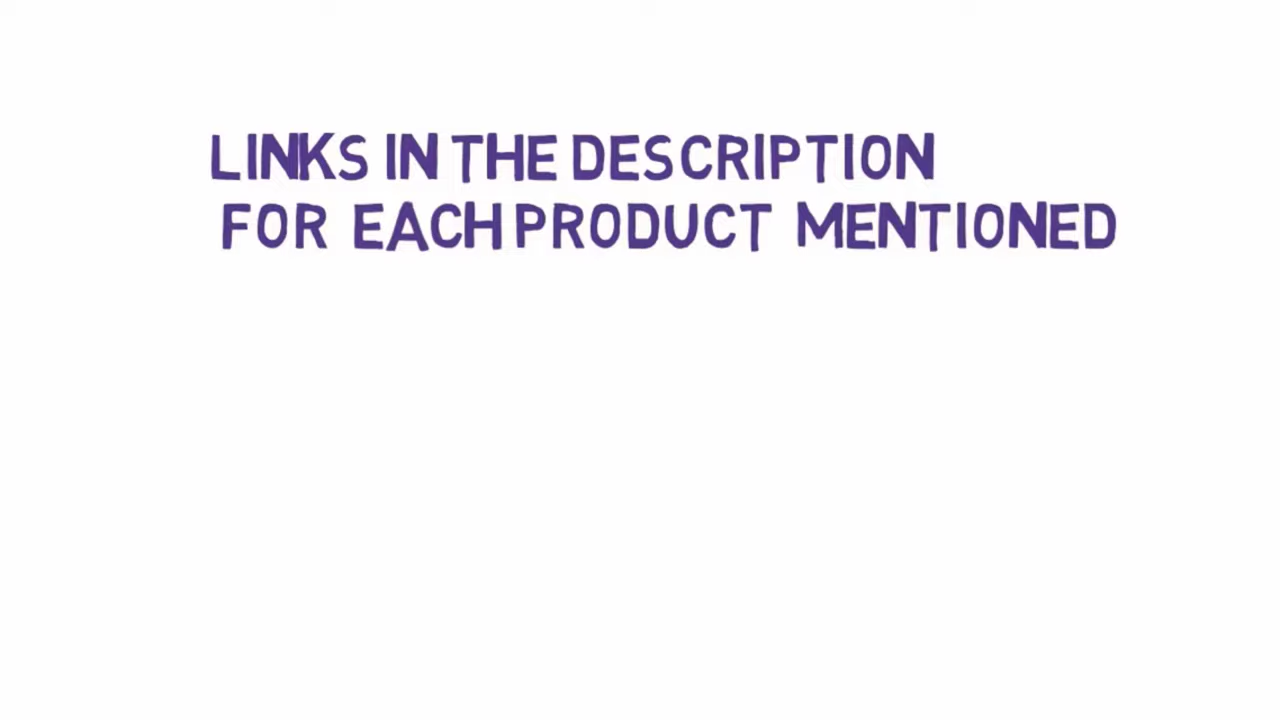 LINKS IN THE DESCRIPTION
FOR EACH PRODUCT MENTIONED